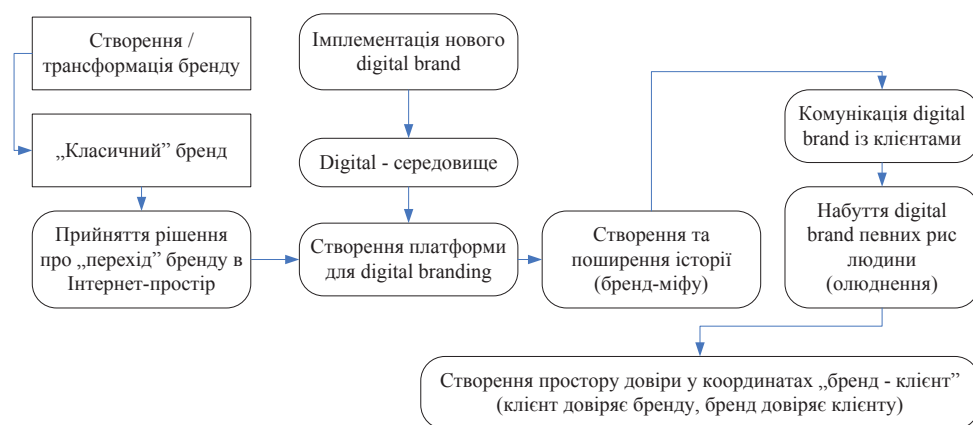 Створення /
трансформація бренду
„Класичний” бренд
Прийняття рішення
про „перехід” бренду в
Інтернет-простір
Імплементація нового
digital brand
Digital - середовище
Створення платформи
для digital branding
Створення та
поширення історії
(бренд-міфу)
Комунікація digital
brand із клієнтами
Набуття digital
brand певних рис
людини
(олюднення)
Створення простору довіри у координатах „бренд - клієнт”
(клієнт довіряє бренду, бренд довіряє клієнту)